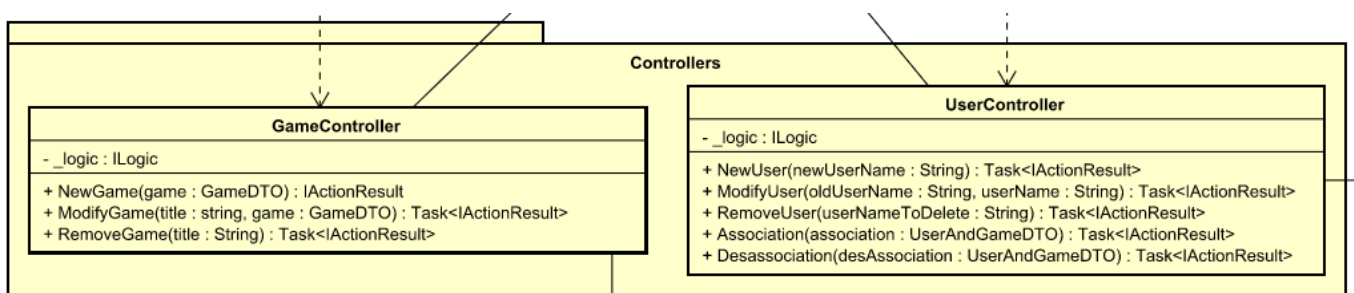 Controllers
GameController
- _logic : ILogic
+ NewGame(game : GameDTO) : IActionResult
+ ModifyGame(title : string, game : GameDTO) : Task<IActionResult>
+ RemoveGame(title : String) : Task<IActionResult>
UserController
- _logic : ILogic
+ NewUser(newUserName : String) : Task<IActionResult>
+ ModifyUser(oldUserName : String, userName : String) : Task<IActionResult>
+ RemoveUser(userNameToDelete : String) : Task<IActionResult>
+ Association(association : UserAndGameDTO) : Task<IActionResult>
+ Desassociation(desAssociation : UserAndGameDTO) : Task<IActionResult>